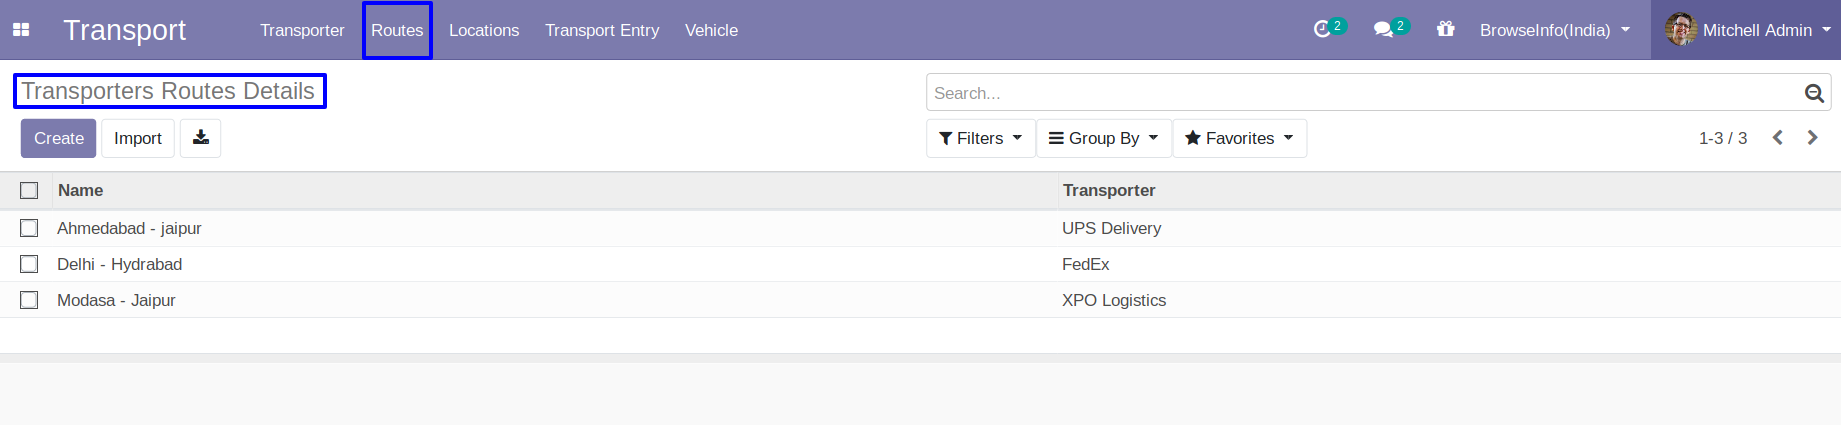 Transport Transporter Routes Locations Transport Entry Vehicle 2 2 BrowseInfo(India) Mitchell Admin
Transporters Routes Details Search...
Create Import Filters Group By Favorites 1-3 / 3
Name Transporter
Ahmedabad - jaipur UPS Delivery
Delhi - Hydrabad FedEx
Modasa - Jaipur XPO Logistics